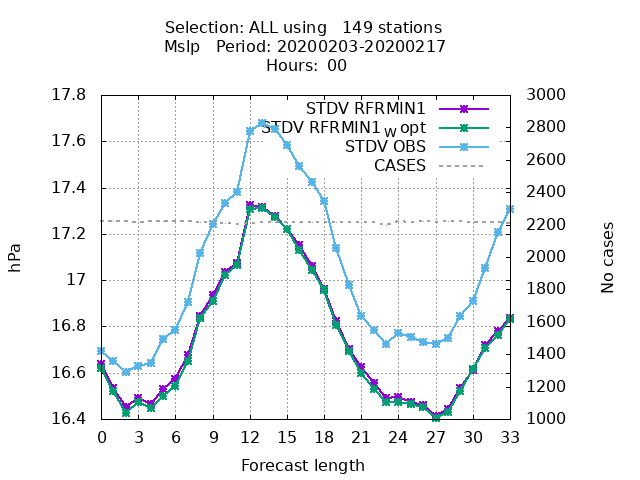 Selection: ALL using   149 stations
Mslp   Period: 20200203-20200217
Hours: 00
17.8
17.6
17.4
17.2
17
16.8
16.6
16.4
hPa
STDV RFRMIN1
STDV RFRMIN1_w opt
STDV OBS
CASES
3000
2800
2600
2400
2200
2000
1800
1600
1400
1200
1000
No cases
0 3 6 9 12 15 18 21 24 27 30 33
Forecast length